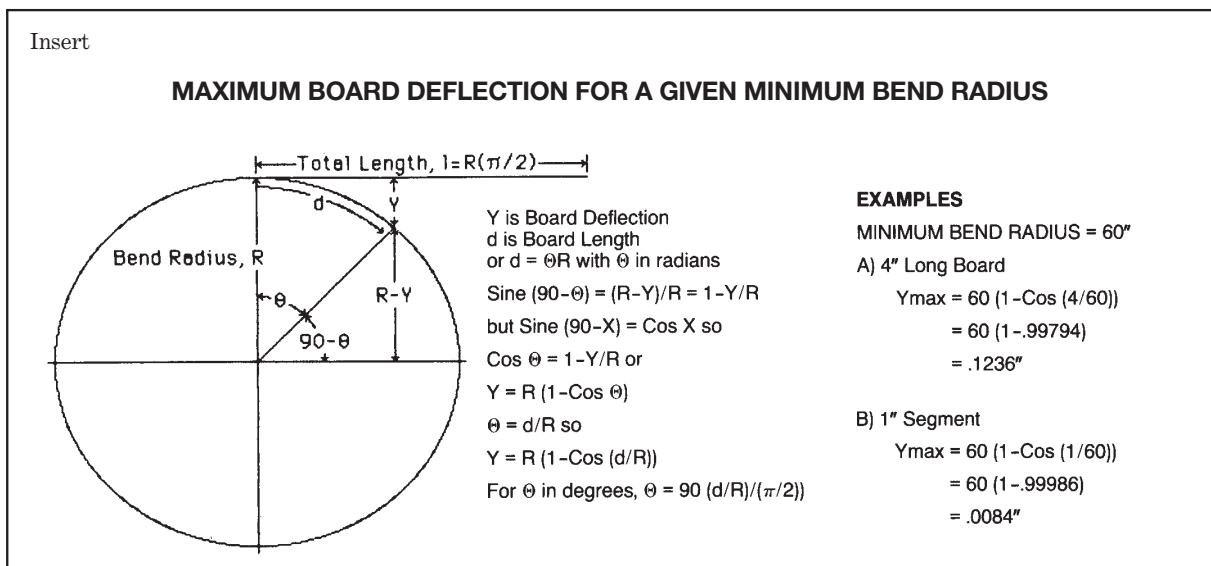 Insert
MAXIMUM BOARD DEFLECTION FOR A GIVEN MINIMUM BEND RADIUS
Total Length, l=R(π/2)
Y
d
Bend Radius, R
R-Y
θ
90-θ
Y is Board Deflection
d is Board Length
or d = ΘR with Θ in radians
Sine (90-Θ) = (R-Y)/R = 1-Y/R
but Sine (90-X) = Cos X so
Cos Θ = 1-Y/R or
Y = R (1-Cos Θ)
Θ = d/R so
Y = R (1-Cos (d/R))
For Θ in degrees, Θ = 90 (d/R)/(π/2))
EXAMPLES
MINIMUM BEND RADIUS = 60″
A) 4″ Long Board
Ymax = 60 (1-Cos (4/60))
= 60 (1-.99794)
= .1236″
B) 1″ Segment
Ymax = 60 (1-Cos (1/60))
= 60 (1-.99986)
= .0084″